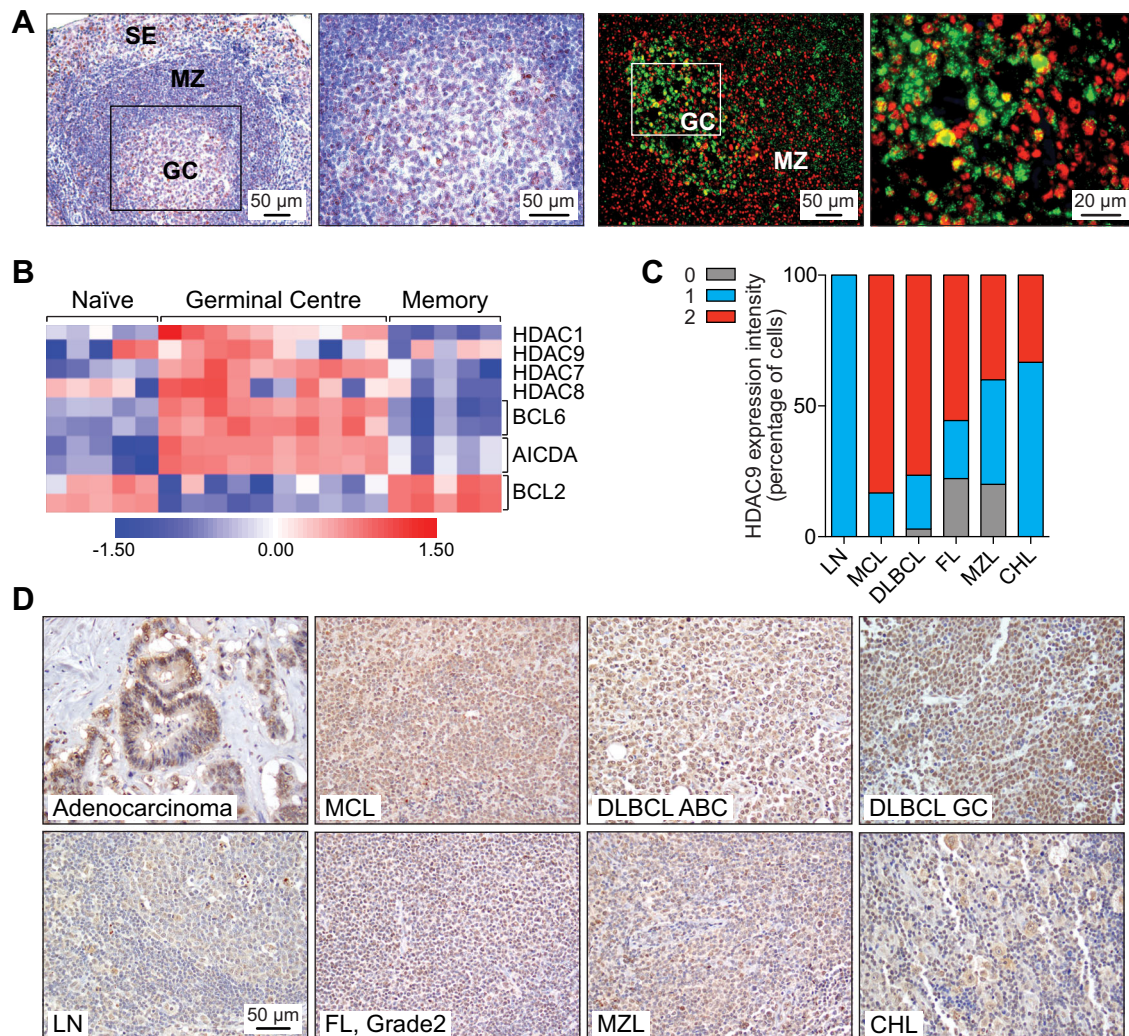 A
SE
MZ
GC
50 µm
50 µm
GC
MZ
50 µm
20 µm
B
Naïve
Germinal Centre
Memory
HDAC1
HDAC9
HDAC7
HDAC8
BCL6
AICDA
BCL2
-1.50
0.00
1.50
C
0
1
2
HDAC9 expression intensity
(percentage of cells)
100
50
0
LN
MCL
DLBCL
FL
MZL
CHL
D
Adenocarcinoma
MCL
DLBCL ABC
DLBCL GC
LN
50 µm
FL, Grade2
MZL
CHL